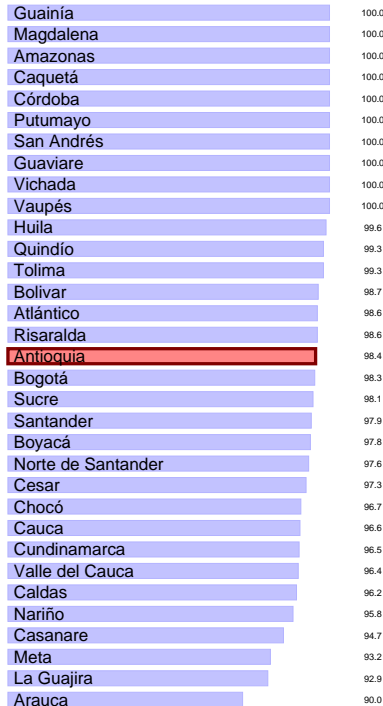 Guainía 100.0
Magdalena 100.0
Amazonas 100.0
Caquetá 100.0
Córdoba 100.0
Putumayo 100.0
San Andrés 100.0
Guaviare 100.0
Vichada 100.0
Vaupés 100.0
Huila 99.6
Quindío 99.3
Tolima 99.3
Bolivar 98.7
Atlántico 98.6
Risaralda 98.6
Antioquia 98.4
Bogotá 98.3
Sucre 98.1
Santander 97.9
Boyacá 97.8
Norte de Santander 97.6
Cesar 97.3
Chocó 96.7
Cauca 96.6
Cundinamarca 96.5
Valle del Cauca 96.4
Caldas 96.2
Nariño 95.8
Casanare 94.7
Meta 93.2
La Guajira 92.9
Arauca 90.0